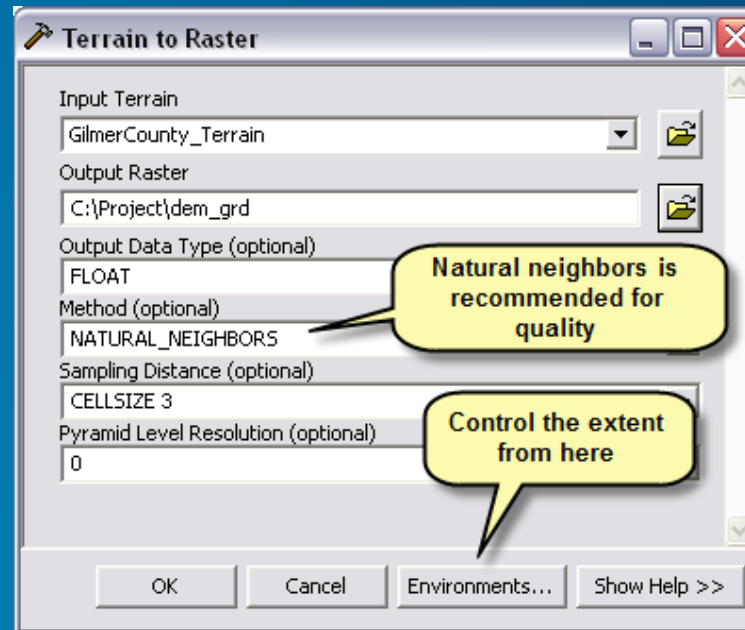 Terrain to Raster
Input Terrain
GilmerCounty_Terrain
Output Raster
C:\Project\dem_grd
Output Data Type (optional)
FLOAT
Natural neighbors is
recommended for
quality
Method (optional)
NATURAL_NEIGHBORS
Sampling Distance (optional)
CELLSIZE 3
Control the extent
from here
Pyramid Level Resolution (optional)
0
OK
Cancel
Environments...
Show Help >>